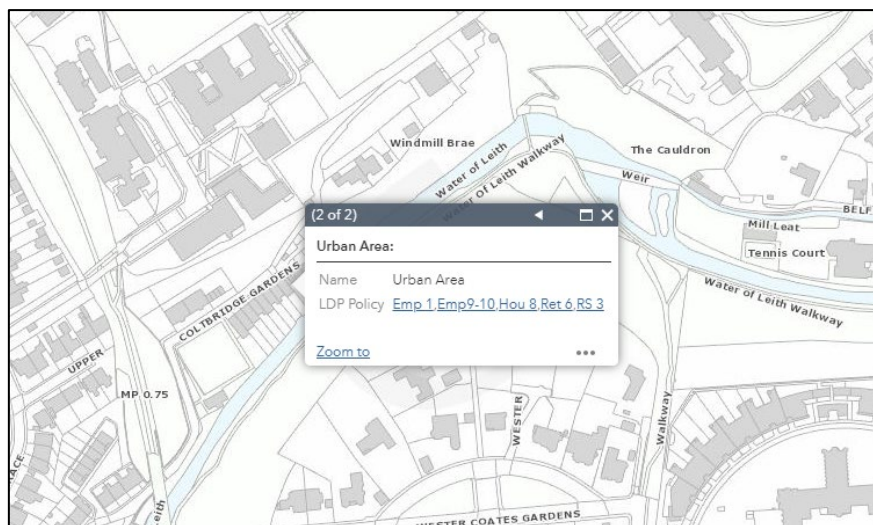 Windmill Brae
Water of Leith
Water Of Leith Walkway
The Cauldron
Weir
BELF
Mill Leat
Tennis Court
Water of Leith Walkway
(2 of 2)
Urban Area:
Name Urban Area
LDP Policy Emp 1,Emp9-10,Hou 8,Ret 6,RS 3
Zoom to
COLTBRIDGE GARDENS
UPPER
MP 0.75
RACE
Leith
WESTER
Walkway
WESTER COATES GARDENS